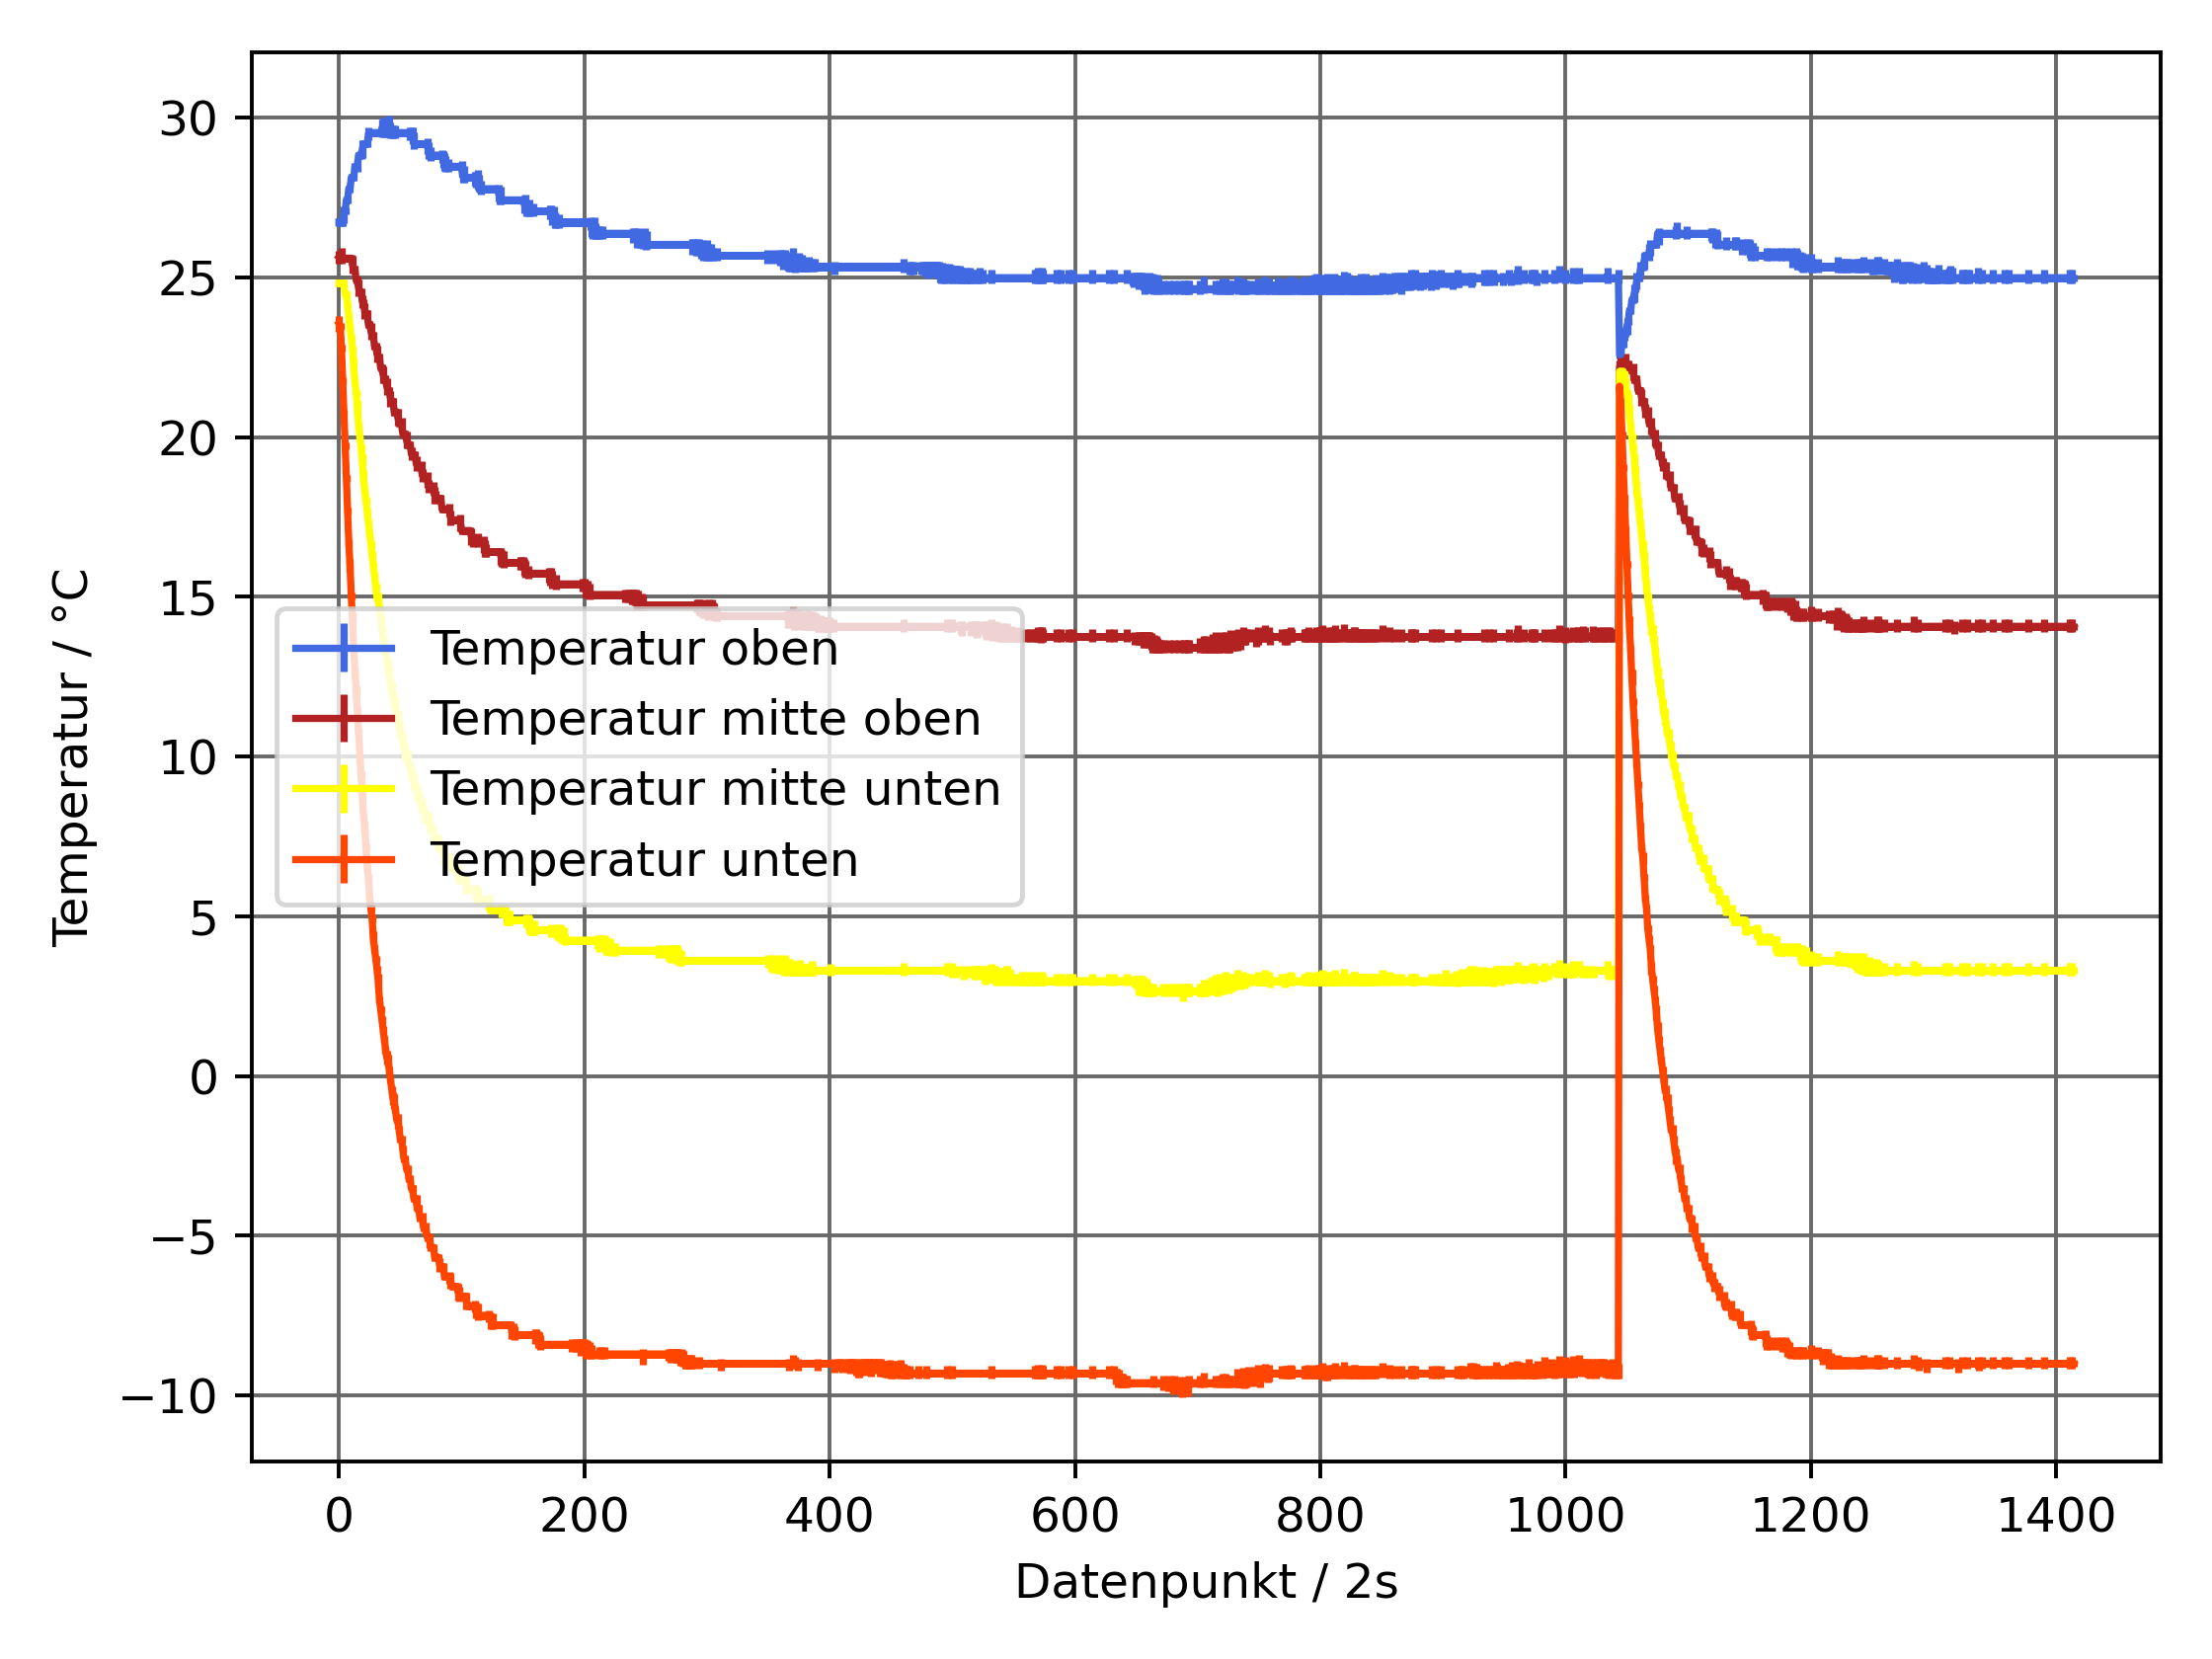 30
25
20
15
10
5
0
−5
−10
Temperatur / °C
Temperatur oben
Temperatur mitte oben
Temperatur mitte unten
Temperatur unten
0 200 400 600 800 1000 1200 1400
Datenpunkt / 2s